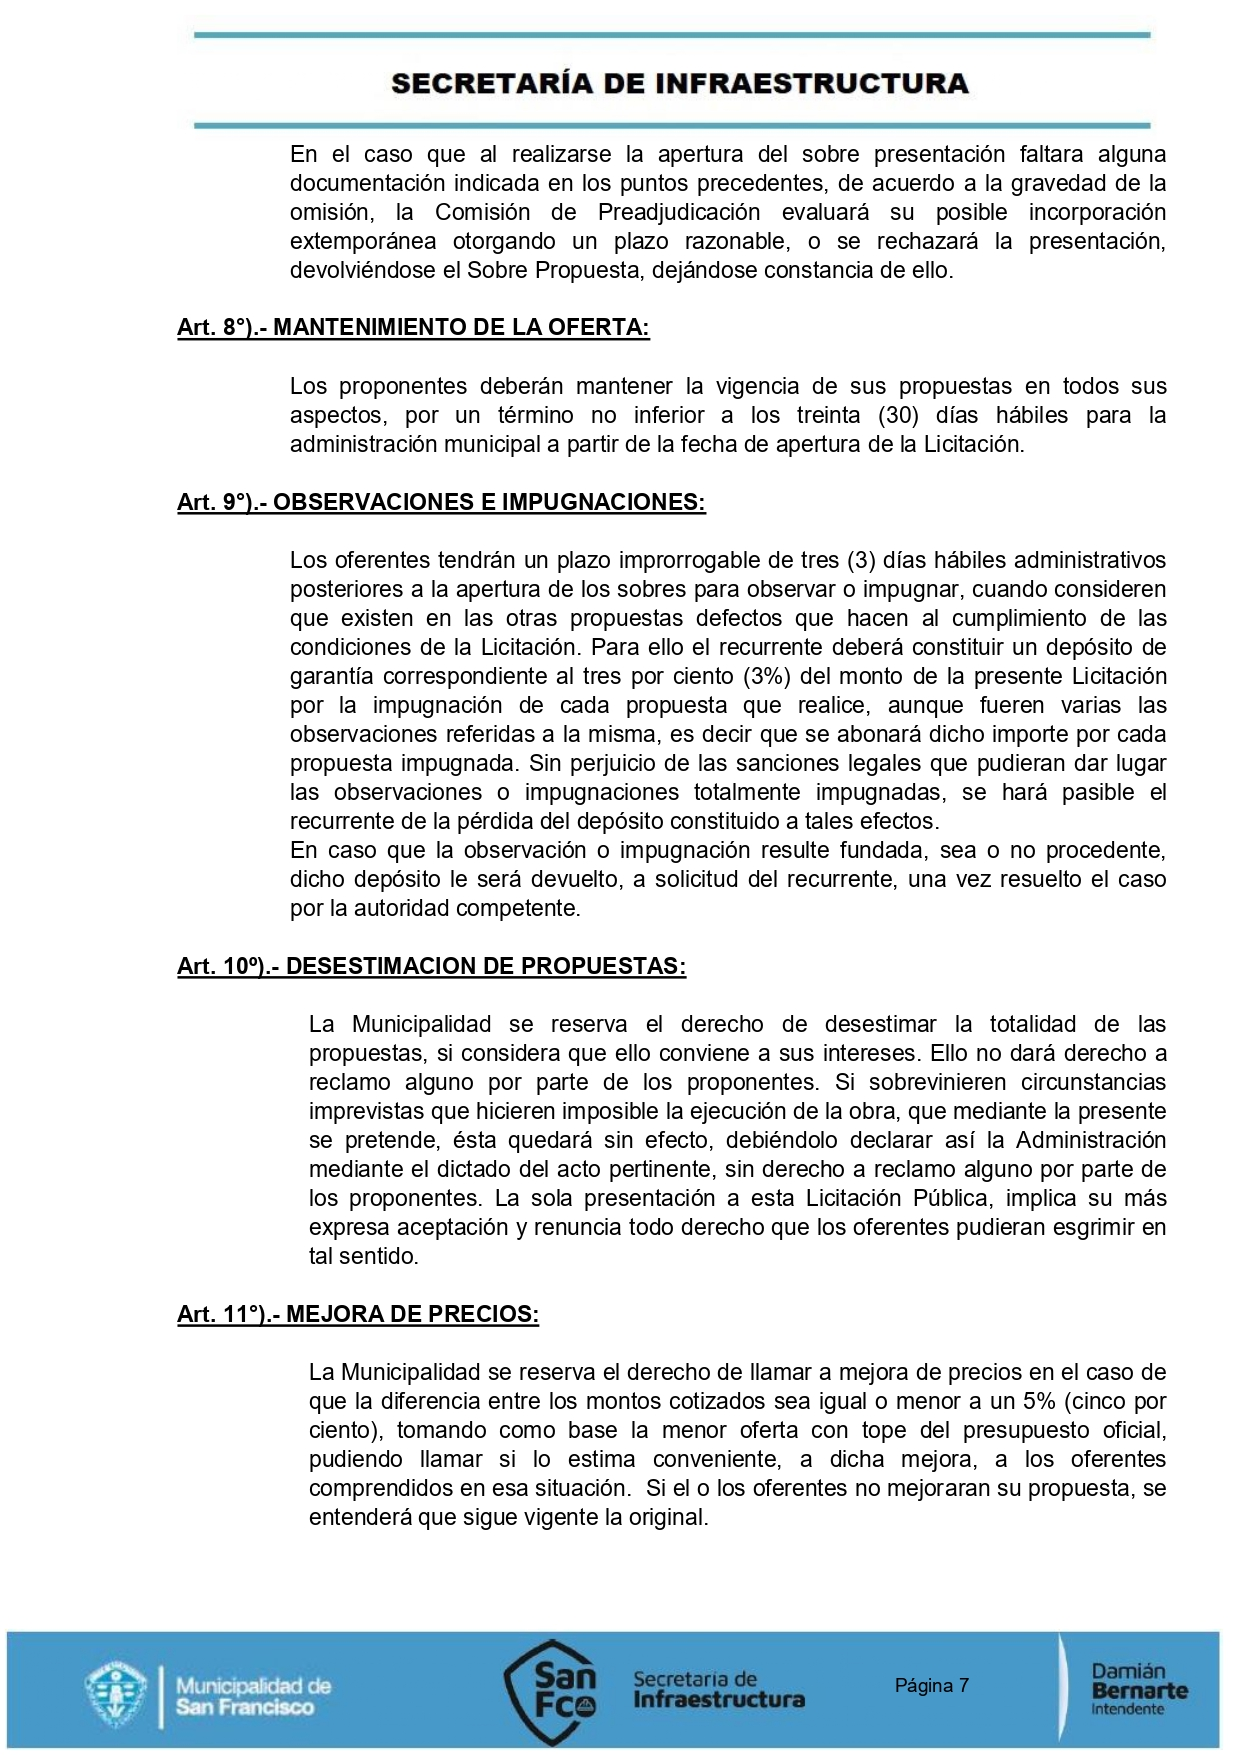 SECRETARÍA DE INFRAESTRUCTURA
En el caso que al realizarse la apertura del sobre presentación faltara alguna
documentación indicada en los puntos precedentes, de acuerdo a la gravedad de la
omisión, la Comisión de Preadjudicación evaluará su posible incorporación
extemporánea otorgando un plazo razonable, o se rechazará la presentación,
devolviéndose el Sobre Propuesta, dejándose constancia de ello.
Art. 8°).- MANTENIMIENTO DE LA OFERTA:
Los proponentes deberán mantener la vigencia de sus propuestas en todos sus
aspectos, por un término no inferior a los treinta (30) días hábiles para la
administración municipal a partir de la fecha de apertura de la Licitación.
Art. 9°).- OBSERVACIONES E IMPUGNACIONES:
Los oferentes tendrán un plazo improrrogable de tres (3) días hábiles administrativos
posteriores a la apertura de los sobres para observar o impugnar, cuando consideren
que existen en las otras propuestas defectos que hacen al cumplimiento de las
condiciones de la Licitación. Para ello el recurrente deberá constituir un depósito de
garantía correspondiente al tres por ciento (3%) del monto de la presente Licitación
por la impugnación de cada propuesta que realice, aunque fueren varias las
observaciones referidas a la misma, es decir que se abonará dicho importe por cada
propuesta impugnada. Sin perjuicio de las sanciones legales que pudieran dar lugar
las observaciones o impugnaciones totalmente impugnadas, se hará pasible el
recurrente de la pérdida del depósito constituido a tales efectos.
En caso que la observación o impugnación resulte fundada, sea o no procedente,
dicho depósito le será devuelto, a solicitud del recurrente, una vez resuelto el caso
por la autoridad competente.
Art. 10º).- DESESTIMACION DE PROPUESTAS:
La Municipalidad se reserva el derecho de desestimar la totalidad de las
propuestas, si considera que ello conviene a sus intereses. Ello no dará derecho a
reclamo alguno por parte de los proponentes. Si sobrevinieren circunstancias
imprevistas que hicieren imposible la ejecución de la obra, que mediante la presente
se pretende, ésta quedará sin efecto, debiéndolo declarar así la Administración
mediante el dictado del acto pertinente, sin derecho a reclamo alguno por parte de
los proponentes. La sola presentación a esta Licitación Pública, implica su más
expresa aceptación y renuncia todo derecho que los oferentes pudieran esgrimir en
tal sentido.
Art. 11°).- MEJORA DE PRECIOS:
La Municipalidad se reserva el derecho de llamar a mejora de precios en el caso de
que la diferencia entre los montos cotizados sea igual o menor a un 5% (cinco por
ciento), tomando como base la menor oferta con tope del presupuesto oficial,
pudiendo llamar si lo estima conveniente, a dicha mejora, a los oferentes
comprendidos en esa situación. Si el o los oferentes no mejoraran su propuesta, se
entenderá que sigue vigente la original.
Municipalidad de
San Francisco
San
Fco
Secretaria de
Infraestructura
Página 7
Damián
Bernarte
Intendente